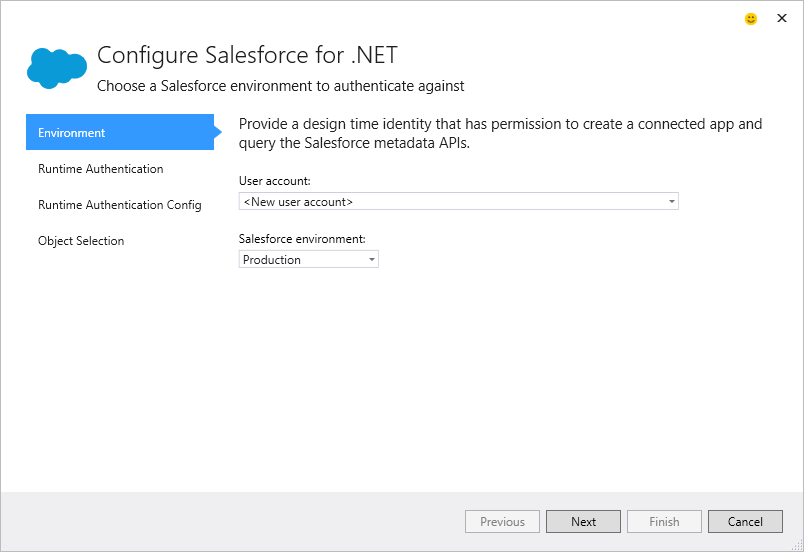 Configure Salesforce for .NET
Choose a Salesforce environment to authenticate against
Environment
Runtime Authentication
Runtime Authentication Config
Object Selection
Provide a design time identity that has permission to create a connected app and
query the Salesforce metadata APIs.
User account:
<New user account>
Salesforce environment:
Production
Previous
Next
Finish
Cancel